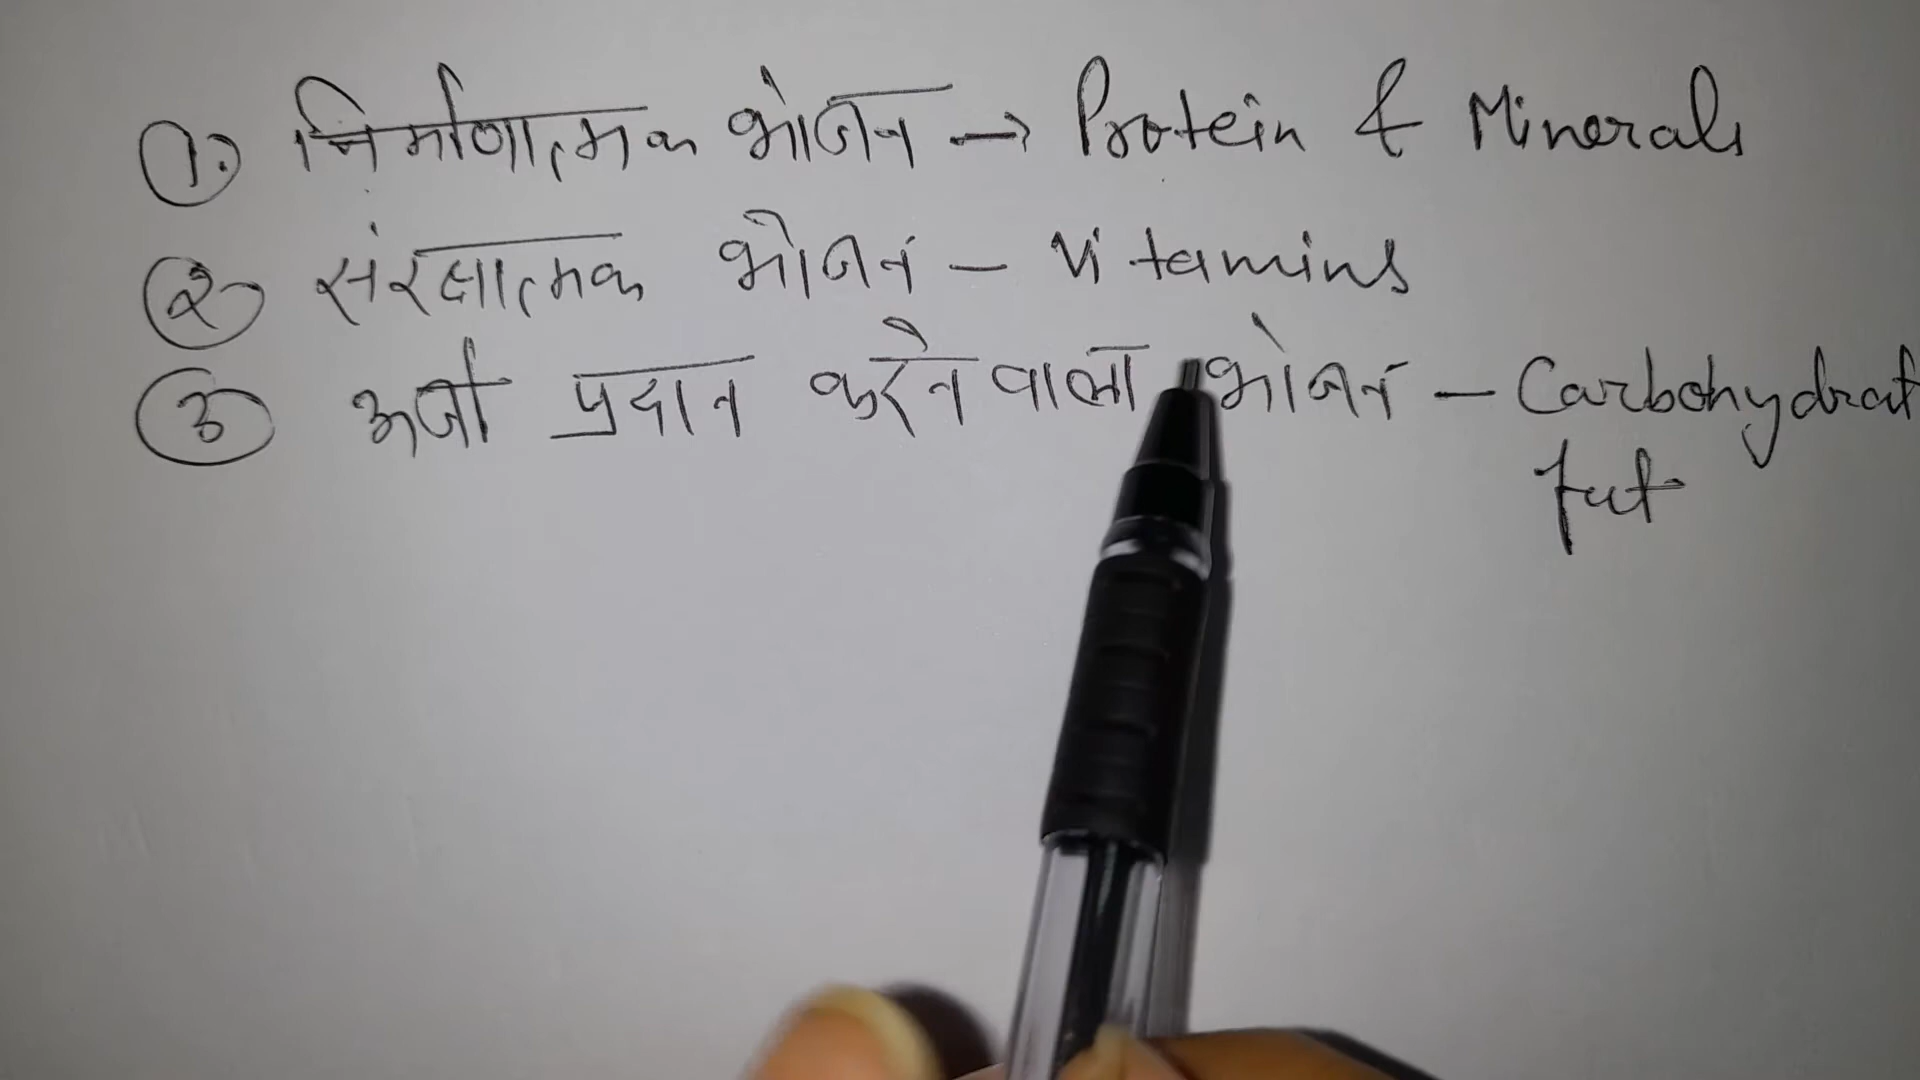 1. निर्माणात्मक भोजन → Protein & Minerals
2 संरक्षात्मक भोजन - Vitamins
3 ऊर्जा प्रदान करने वाला भोजन - Carbohydrat
fat